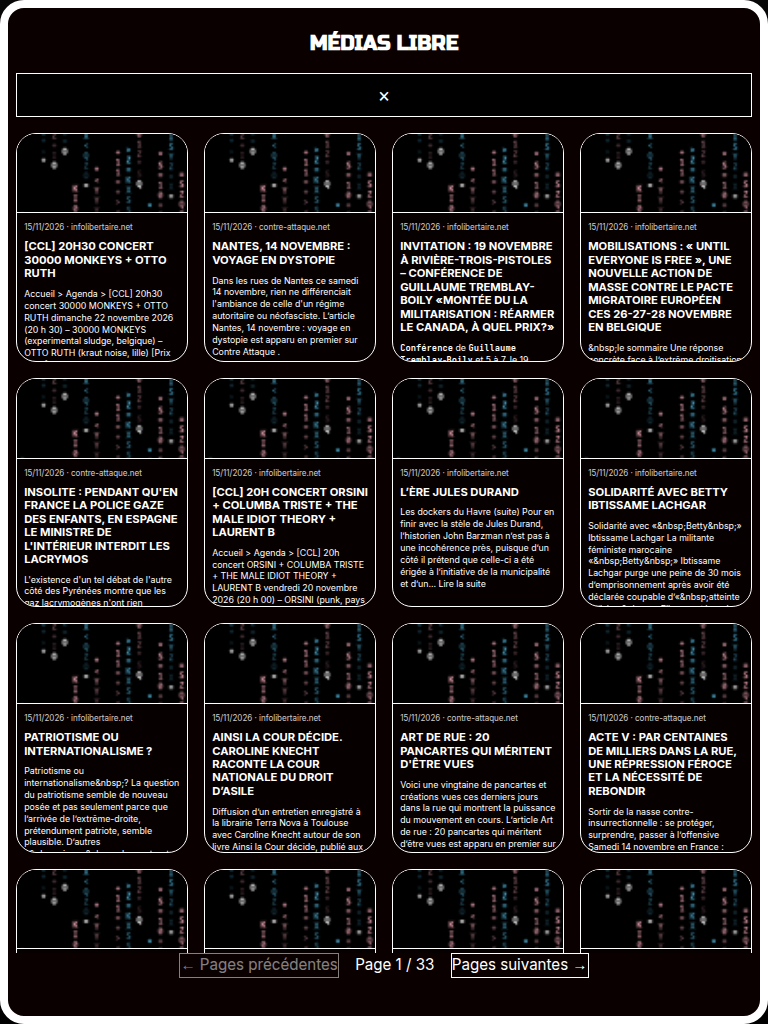 MÉDIAS LIBRE
×
15/11/2026 · infolibertaire.net
[CCL] 20H30 CONCERT
30000 MONKEYS + OTTO
RUTH
Accueil > Agenda > [CCL] 20h30
concert 30000 MONKEYS + OTTO
RUTH dimanche 22 novembre 2026
(20 h 30) – 30000 MONKEYS
(experimental sludge, belgique) –
OTTO RUTH (kraut noise, lille) [Prix
15/11/2026 · contre-attaque.net
NANTES, 14 NOVEMBRE :
VOYAGE EN DYSTOPIE
Dans les rues de Nantes ce samedi
14 novembre, rien ne différenciait
l'ambiance de celle d'un régime
autoritaire ou néofasciste. L'article
Nantes, 14 novembre : voyage en
dystopie est apparu en premier sur
Contre Attaque .
15/11/2026 · infolibertaire.net
INVITATION : 19 NOVEMBRE
À RIVIÈRE-TROIS-PISTOLES
– CONFÉRENCE DE
GUILLAUME TREMBLAY-
BOILY «MONTÉE DU LA
MILITARISATION : RÉARMER
LE CANADA, À QUEL PRIX?»
Conférence de Guillaume
Tremblay-Boily et 5 à 7 le 19
15/11/2026 · infolibertaire.net
MOBILISATIONS : « UNTIL
EVERYONE IS FREE », UNE
NOUVELLE ACTION DE
MASSE CONTRE LE PACTE
MIGRATOIRE EUROPÉEN
CES 26-27-28 NOVEMBRE
EN BELGIQUE
&nbsp;le sommaire Une réponse
concrète face à l'extrême droitisation
15/11/2026 · contre-attaque.net
INSOLITE : PENDANT QU'EN
FRANCE LA POLICE GAZE
DES ENFANTS, EN ESPAGNE
LE MINISTRE DE
L'INTÉRIEUR INTERDIT LES
LACRYMOS
L'existence d'un tel débat de l'autre
côté des Pyrénées montre que les
gaz lacrymogènes n'ont rien
15/11/2026 · infolibertaire.net
[CCL] 20H CONCERT ORSINI
+ COLUMBA TRISTE + THE
MALE IDIOT THEORY +
LAURENT B
Accueil > Agenda > [CCL] 20h
concert ORSINI + COLUMBA TRISTE
+ THE MALE IDIOT THEORY +
LAURENT B vendredi 20 novembre
2026 (20 h 00) – ORSINI (punk, pays
15/11/2026 · infolibertaire.net
L'ÈRE JULES DURAND
Les dockers du Havre (suite) Pour en
finir avec la stèle de Jules Durand,
l'historien John Barzman n'est pas à
une incohérence près, puisque d'un
côté il prétend que celle-ci a été
érigée à l'initiative de la municipalité
et d'un... Lire la suite
15/11/2026 · infolibertaire.net
SOLIDARITÉ AVEC BETTY
IBTISSAME LACHGAR
Solidarité avec «&nbsp;Betty&nbsp;»
Ibtissame Lachgar La militante
féministe marocaine
«&nbsp;Betty&nbsp;» Ibtissame
Lachgar purge une peine de 30 mois
d'emprisonnement après avoir été
déclarée coupable d'«&nbsp;atteinte
15/11/2026 · infolibertaire.net
PATRIOTISME OU
INTERNATIONALISME ?
Patriotisme ou
internationalisme&nbsp;? La question
du patriotisme semble de nouveau
posée et pas seulement parce que
l'arrivée de l'extrême-droite,
prétendument patriote, semble
plausible. D'autres
15/11/2026 · infolibertaire.net
AINSI LA COUR DÉCIDE.
CAROLINE KNECHT
RACONTE LA COUR
NATIONALE DU DROIT
D'ASILE
Diffusion d'un entretien enregistré à
la librairie Terra Nova à Toulouse
avec Caroline Knecht autour de son
livre Ainsi la Cour décide, publié aux
15/11/2026 · contre-attaque.net
ART DE RUE : 20
PANCARTES QUI MÉRITENT
D'ÊTRE VUES
Voici une vingtaine de pancartes et
créations vues ces derniers jours
dans la rue qui montrent la puissance
du mouvement en cours. L'article Art
de rue : 20 pancartes qui méritent
d'être vues est apparu en premier sur
15/11/2026 · contre-attaque.net
ACTE V : PAR CENTAINES
DE MILLIERS DANS LA RUE,
UNE RÉPRESSION FÉROCE
ET LA NÉCESSITÉ DE
REBONDIR
Sortir de la nasse contre-
insurrectionnelle : se protéger,
surprendre, passer à l'offensive
Samedi 14 novembre en France :
← Pages précédentes
Page 1 / 33
Pages suivantes →